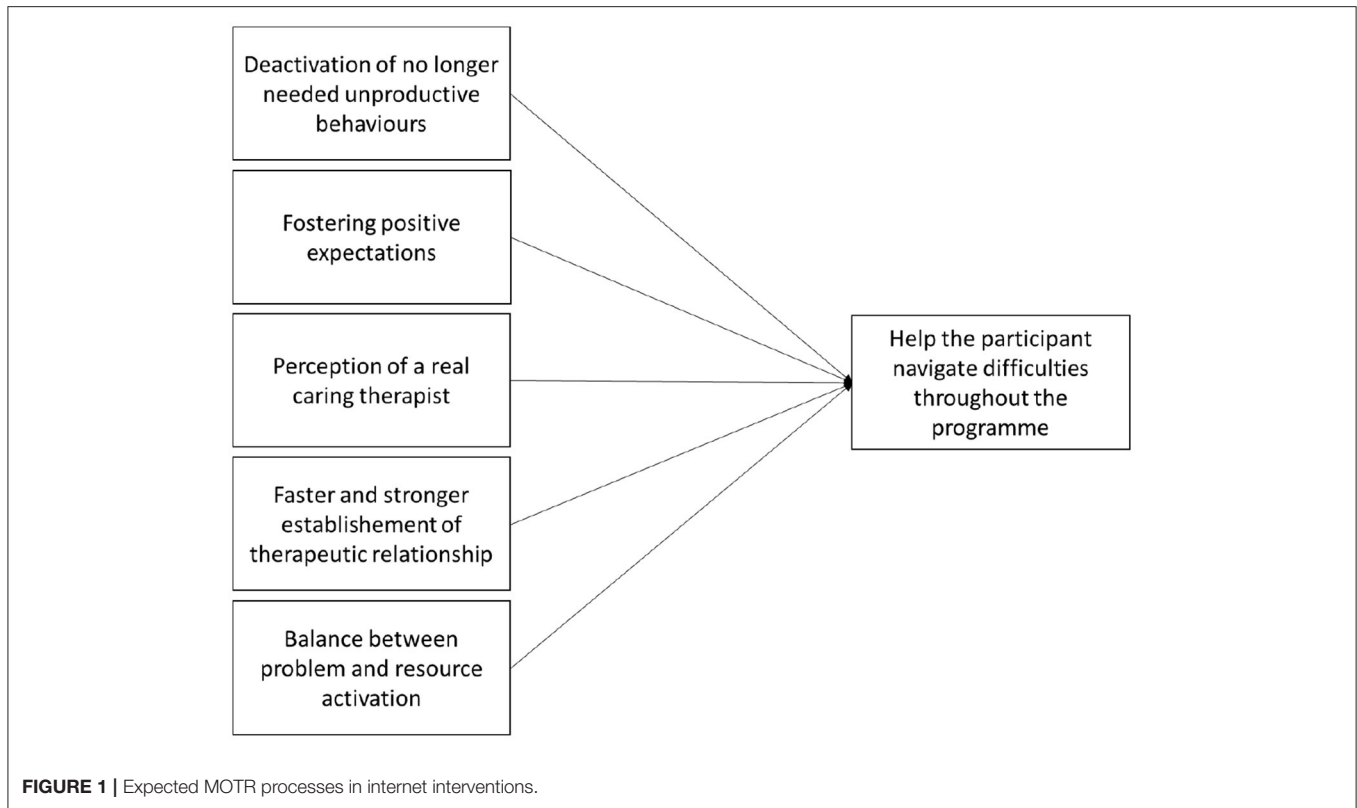 Deactivation of no longer
needed unproductive
behaviours
Fostering positive
expectations
Perception of a real
caring therapist
Faster and stronger
establishement of
therapeutic relationship
Balance between
problem and resource
activation
Help the participant
navigate difficulties
throughout the
programme
FIGURE 1 | Expected MOTR processes in internet interventions.